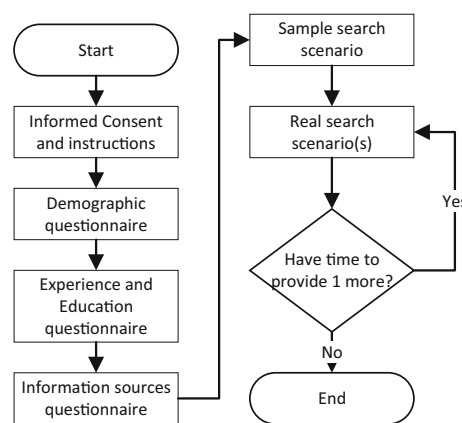 Start
Informed Consent
and instructions
Demographic
questionnaire
Experience and
Education
questionnaire
Information sources
questionnaire
Sample search
scenario
Real search
scenario(s)
Yes
Have time to
provide 1 more?
No
End